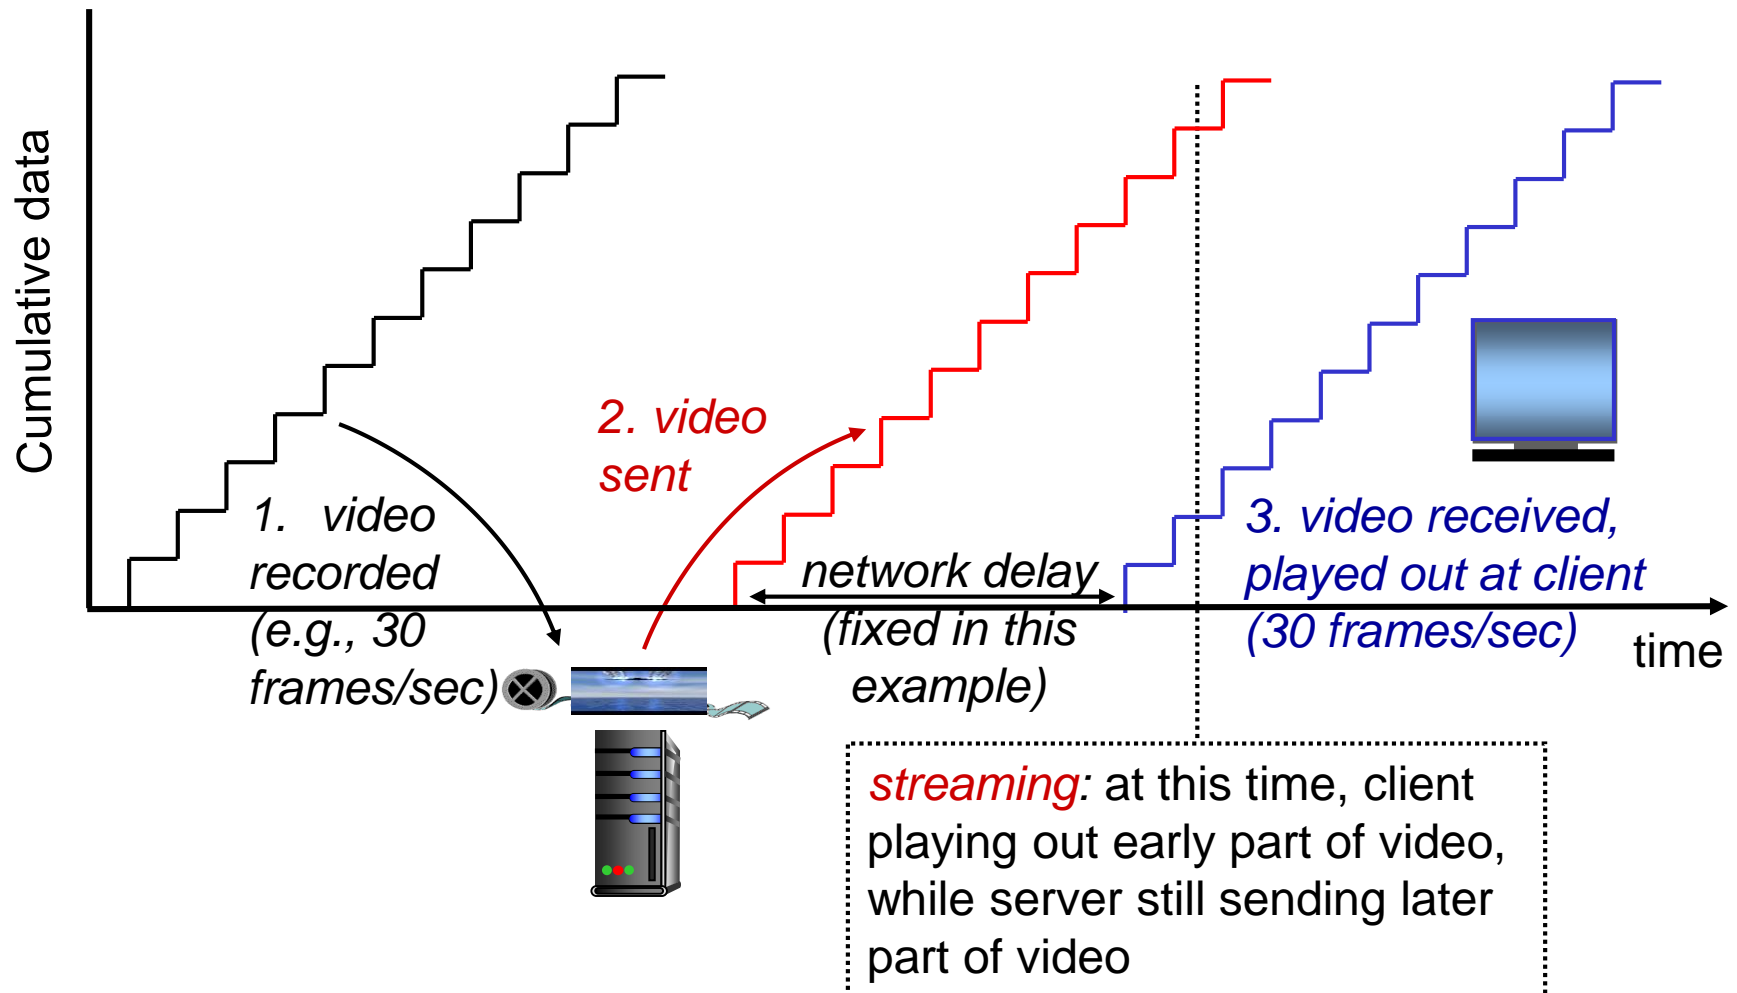 Cumulative data
1. video
recorded
(e.g., 30
frames/sec)
2. video
sent
network delay
(fixed in this
example)
3. video received,
played out at client
(30 frames/sec)
time
streaming: at this time, client
playing out early part of video,
while server still sending later
part of video